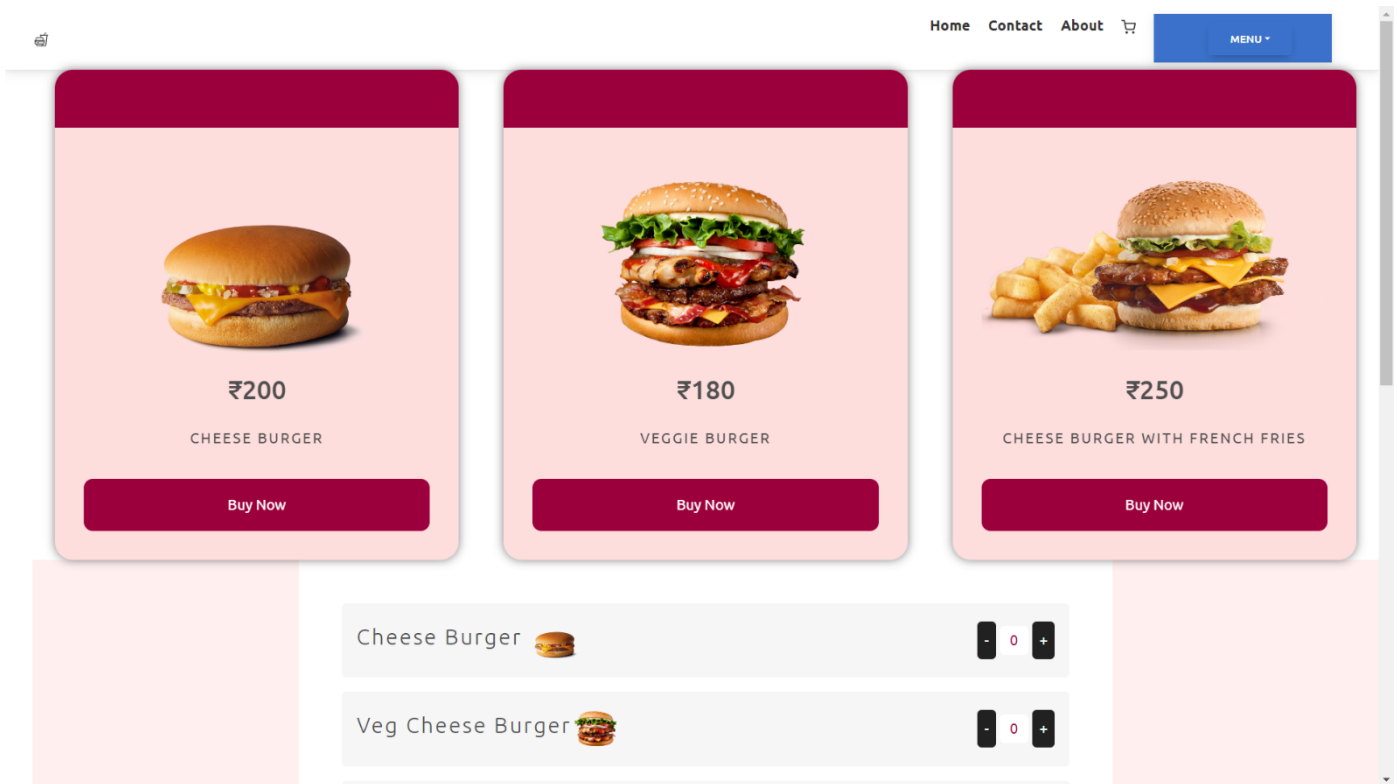 Home Contact About MENU
₹200
CHEESE BURGER
Buy Now
₹180
VEGGIE BURGER
Buy Now
₹250
CHEESE BURGER WITH FRENCH FRIES
Buy Now
Cheese Burger - 0 +
Veg Cheese Burger - 0 +